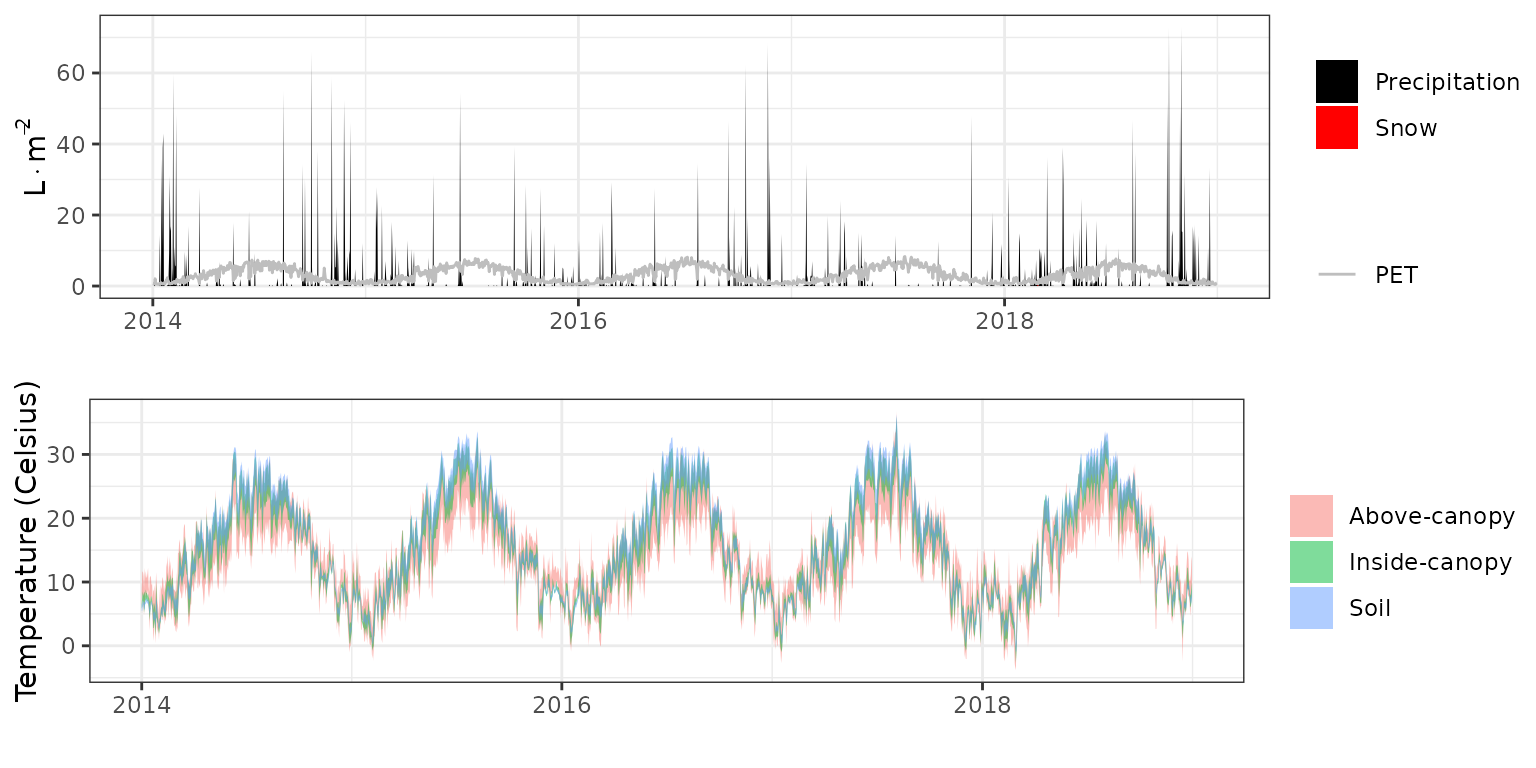 L·m⁻²
60
40
20
0
2014
2016
2018
Precipitation
Snow
PET
Temperature (Celsius)
30
20
10
0
2014
2016
2018
Above-canopy
Inside-canopy
Soil